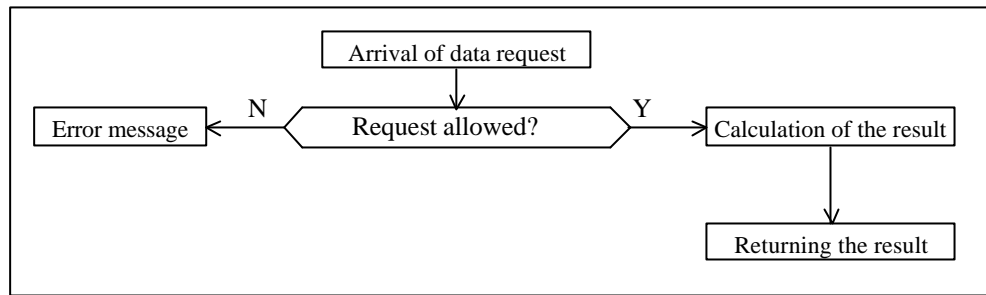 Arrival of data request
N
Y
Error message
Request allowed?
Calculation of the result
Returning the result